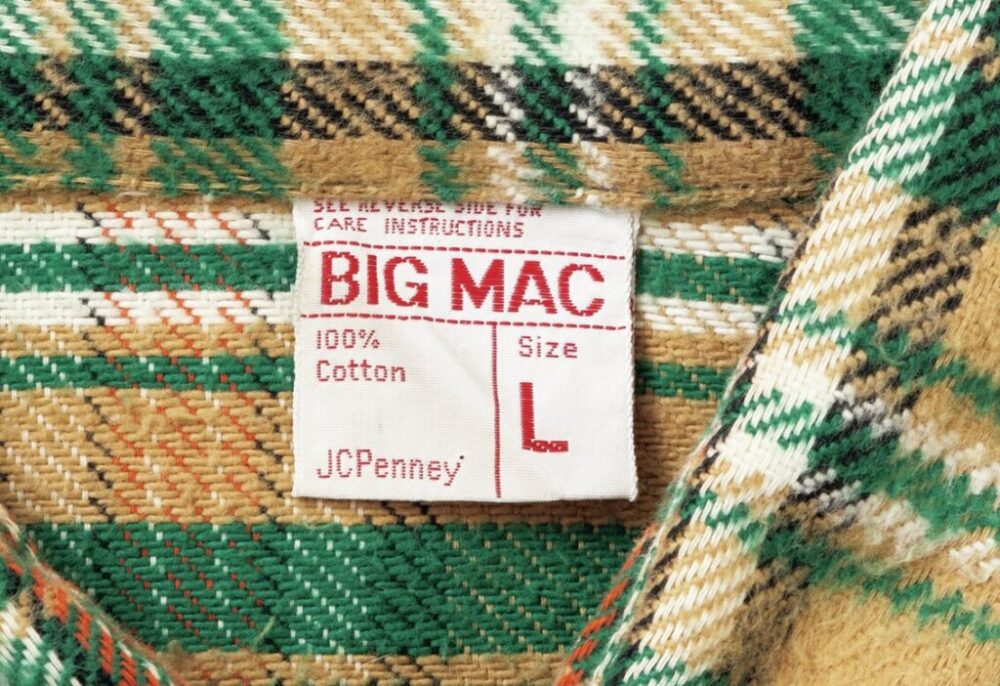 SEE REVERSE SIDE FOR
CARE INSTRUCTIONS
BIG MAC
100%
Cotton
Size
L
JCPenney